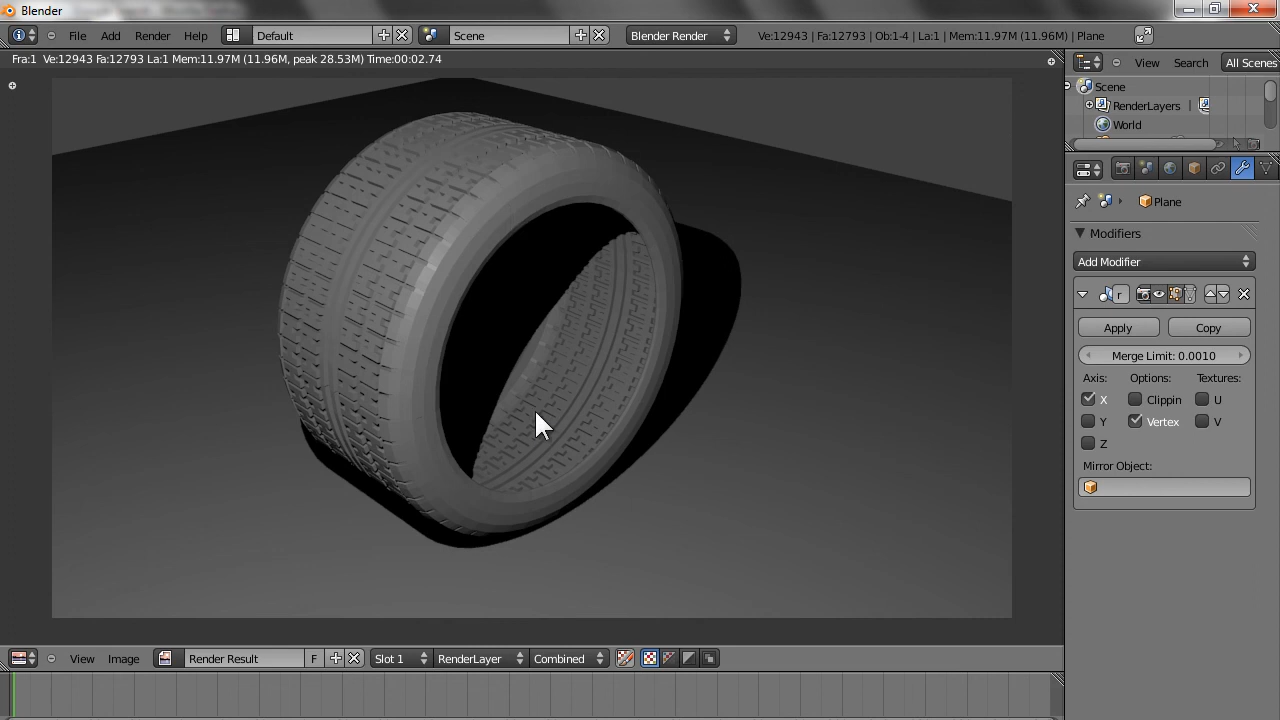 Blender
File Add Render Help Default Scene Blender Render Ve:12943 | Fa:12793 | Ob:1-4 | La:1 | Mem:11.97M (11.96M) | Plane
Fra:1 Ve:12943 Fa:12793 La:1 Mem:11.97M (11.96M, peak 28.53M) Time:00:02.74
View Search All Scenes
Scene
RenderLayers |
World
Plane
Modifiers
Add Modifier
r
Apply Copy
Merge Limit: 0.0010
Axis: Options: Textures:
X Clippin U
Y Vertex V
Z
Mirror Object:
View Image Render Result F Slot 1 RenderLayer Combined